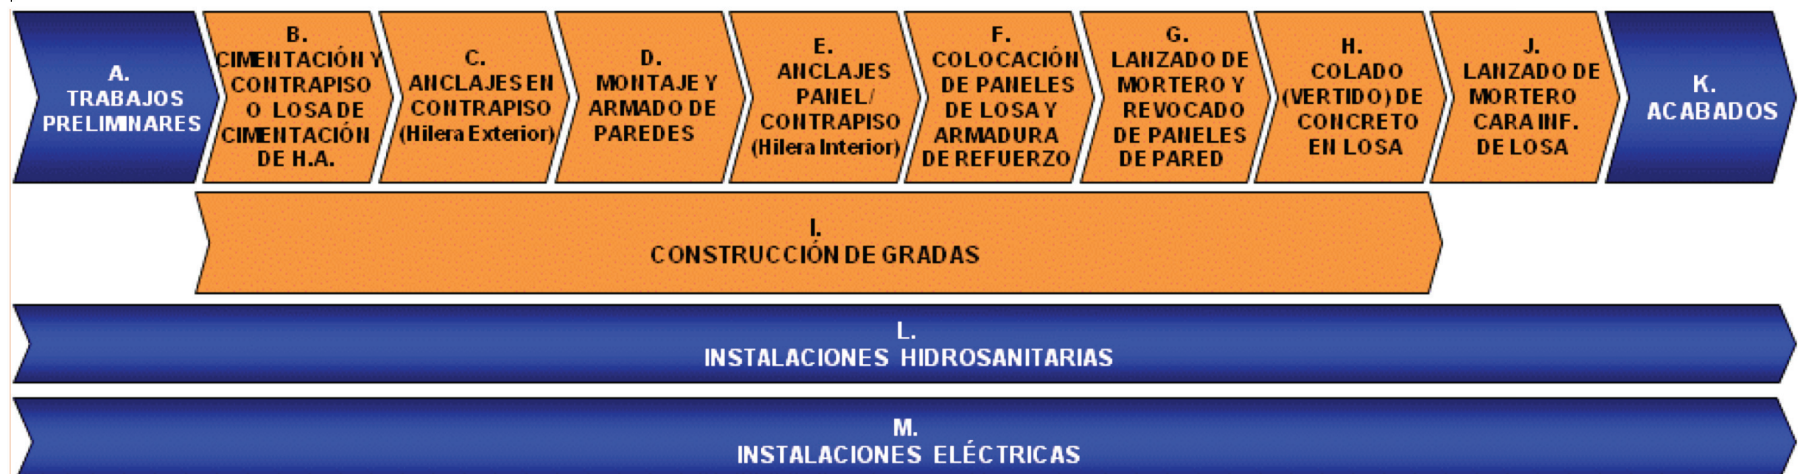 A.
TRABAJOS
PRELIMINARES
B.
CIMENTACIÓN Y
CONTRAPISO
O LOSA DE
CIMENTACIÓN
DE H.A.
C.
ANCLAJES EN
CONTRAPISO
(Hilera Exterior)
D.
MONTAJE Y
ARMADO DE
PAREDES
E.
ANCLAJES
PANEL/
CONTRAPISO
(Hilera Interior)
F.
COLOCACIÓN
DE PANELES
DE LOSA Y
ARMADURA
DE REFUERZO
G.
LANZADO DE
MORTERO Y
REVOCADO
DE PANELES
DE PARED
H.
COLADO
(VERTIDO) DE
CONCRETO
EN LOSA
J.
LANZADO DE
MORTERO
CARA INF.
DE LOSA
K.
ACABADOS
I.
CONSTRUCCIÓN DE GRADAS
L.
INSTALACIONES HIDROSANITARIAS
M.
INSTALACIONES ELÉCTRICAS